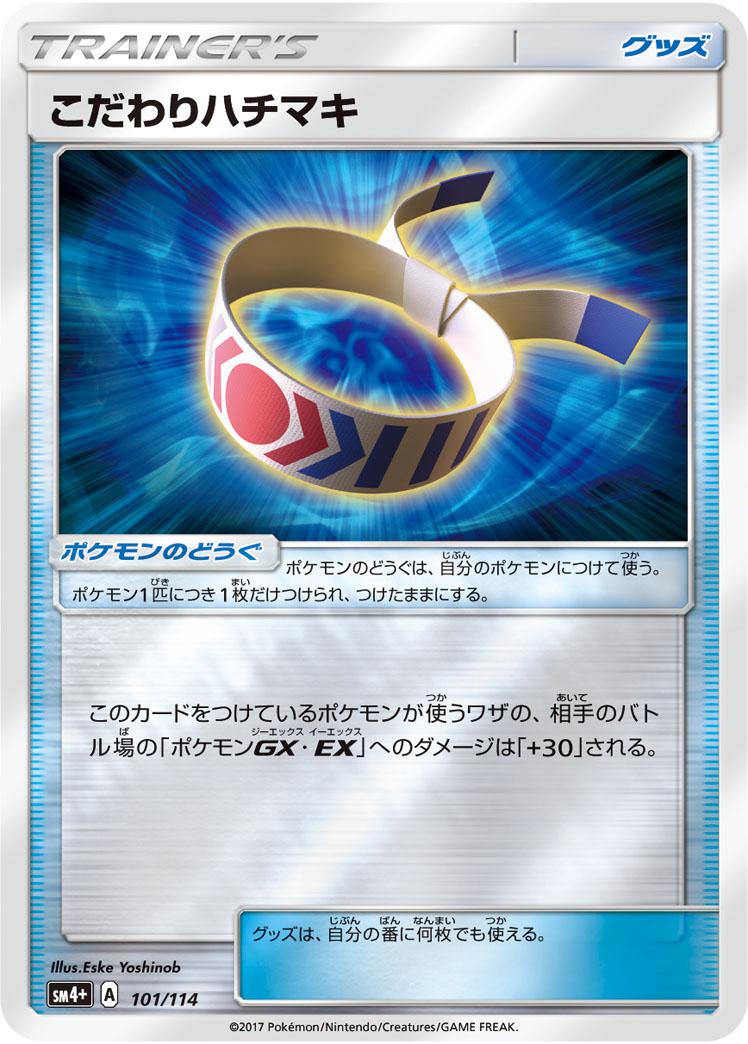 TRAINER'S
グッズ
こだわりハチマキ
ポケモンのどうぐ
ポケモンのどうぐは、自分のポケモンにつけて使う。
ポケモン1匹につき1枚だけつけられ、つけたままにする。
このカードをつけているポケモンが使うワザの、相手のバト
ル場の「ポケモンGX・EX」へのダメージは「+30」される。
グッズは、自分の番に何枚でも使える。
Illus.Eske Yoshinob
SM4+ A 101/114
©2017 Pokémon/Nintendo/Creatures/GAME FREAK.